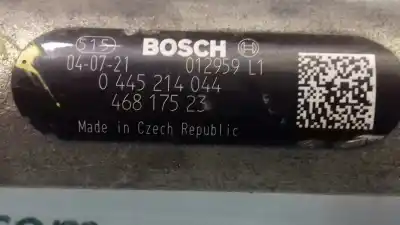 515 BOSCH
04-07-21 012959 L1
0 445 214 044
468 175 23
Made in Czech Republic